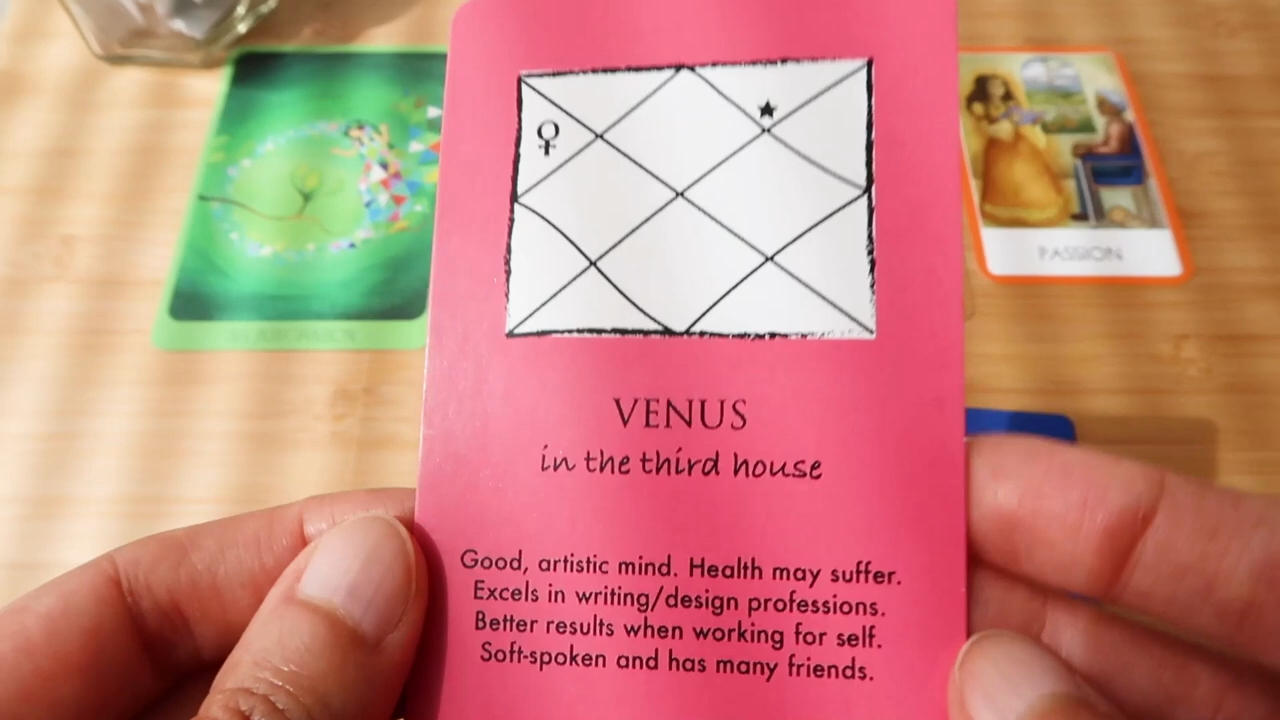 VENUS
in the third house
Good, artistic mind. Health may suffer.
Excels in writing/design professions.
Better results when working for self.
Soft-spoken and has many friends.
PASSION